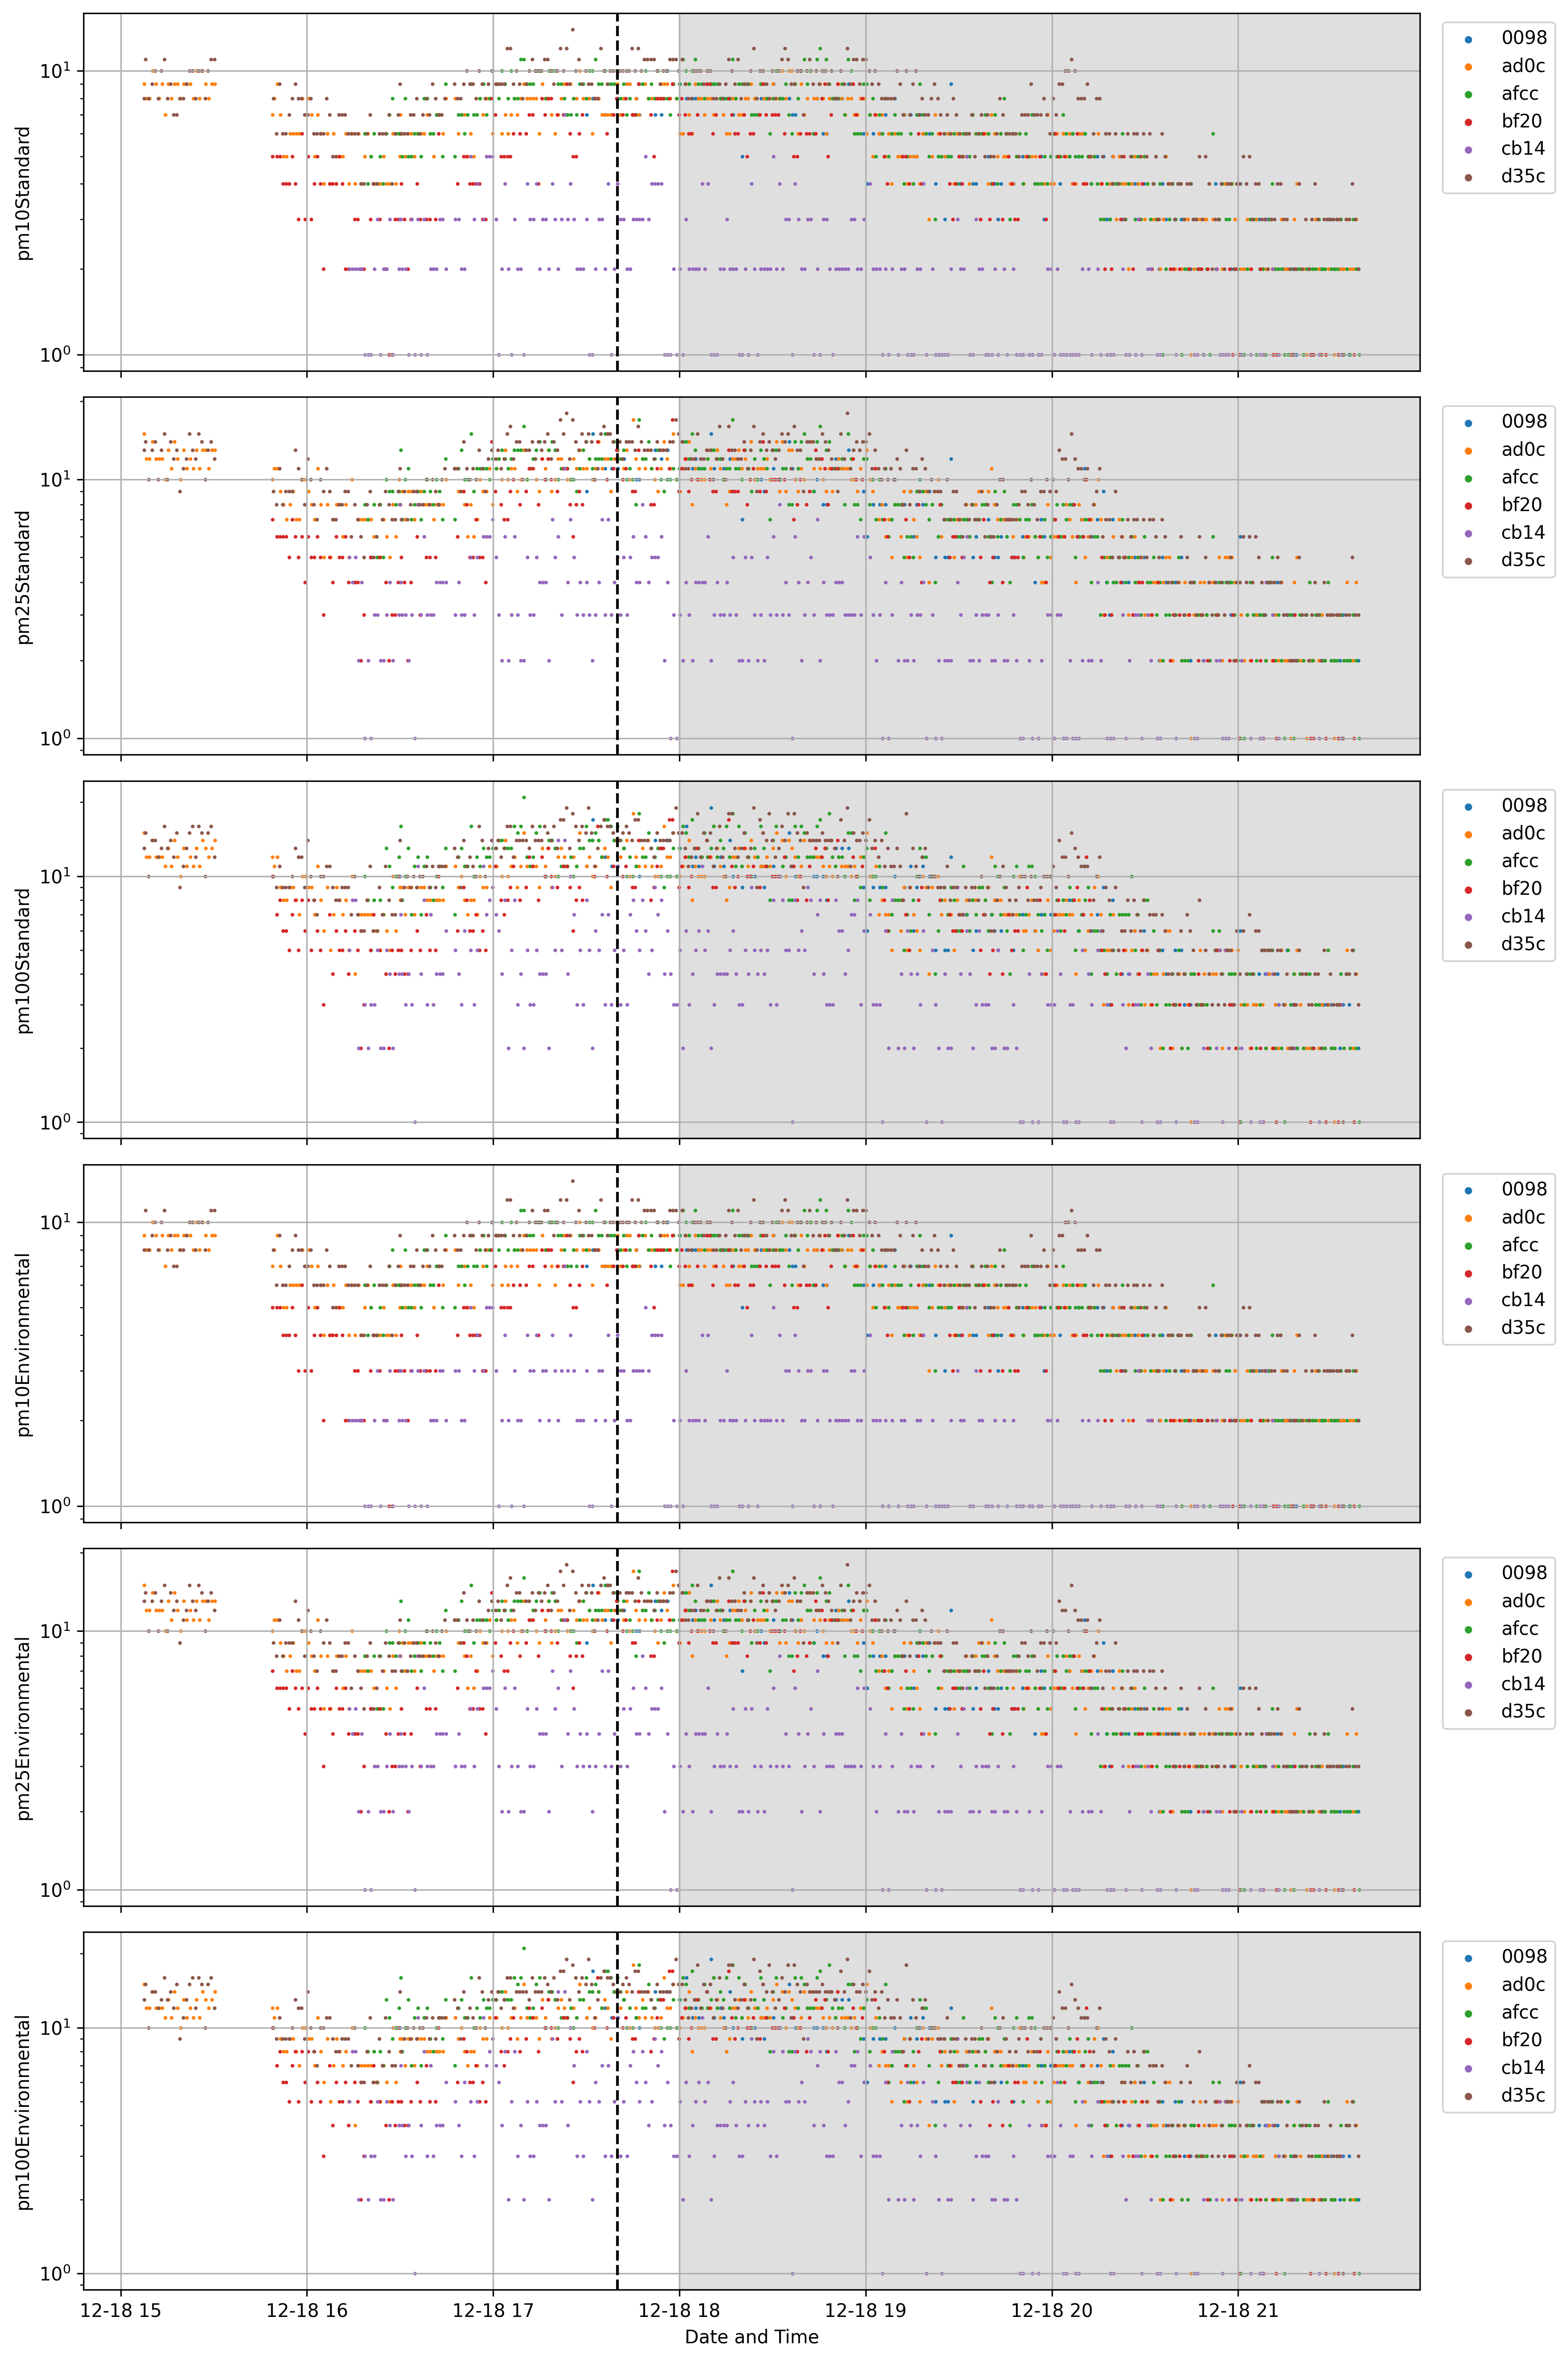 10¹
10⁰
pm10Standard
0098
ad0c
afcc
bf20
cb14
d35c
10¹
10⁰
pm25Standard
0098
ad0c
afcc
bf20
cb14
d35c
10¹
10⁰
pm100Standard
0098
ad0c
afcc
bf20
cb14
d35c
10¹
10⁰
pm10Environmental
0098
ad0c
afcc
bf20
cb14
d35c
10¹
10⁰
pm25Environmental
0098
ad0c
afcc
bf20
cb14
d35c
10¹
10⁰
pm100Environmental
0098
ad0c
afcc
bf20
cb14
d35c
12-18 15 12-18 16 12-18 17 12-18 18 12-18 19 12-18 20 12-18 21
Date and Time